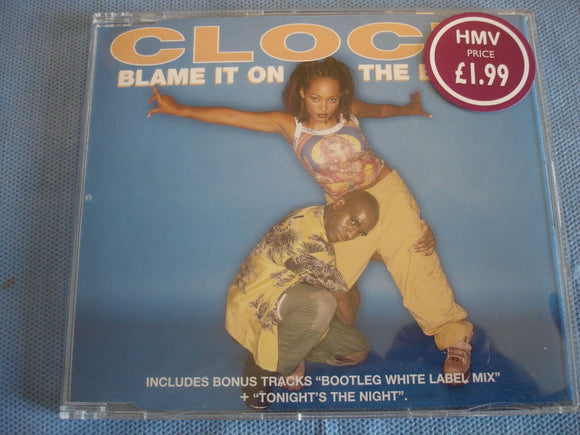 CLOC
BLAME IT ON THE
HMV
PRICE
£1.99
INCLUDES BONUS TRACKS “BOOTLEG WHITE LABEL MIX”
+ “TONIGHT'S THE NIGHT”.